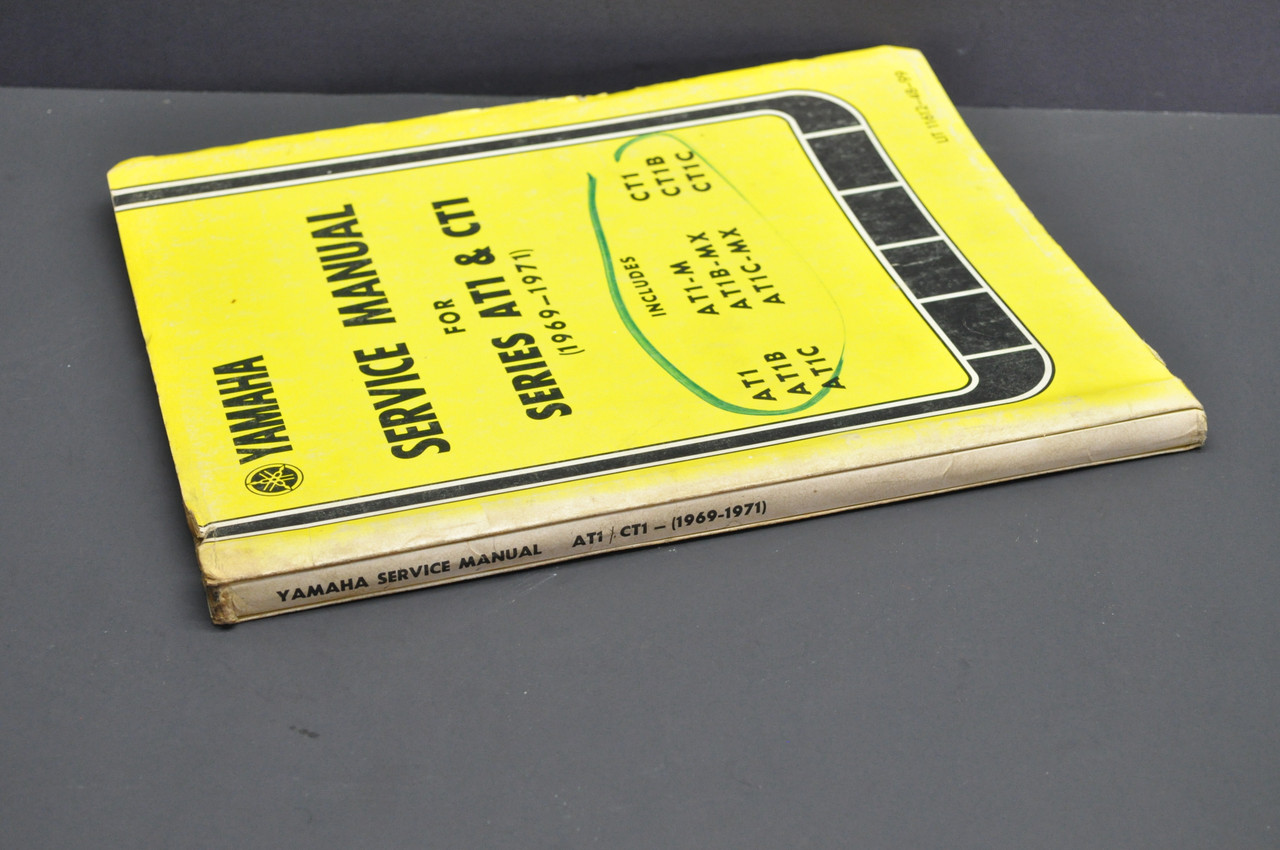 YAMAHA
SERVICE MANUAL
FOR
SERIES AT1 & CT1
(1969-1971)
INCLUDES
AT1 AT1-M CT1
AT1B AT1B-MX CT1B
AT1C AT1C-MX CT1C
YAMAHA SERVICE MANUAL AT1 / CT1 - (1969-1971)